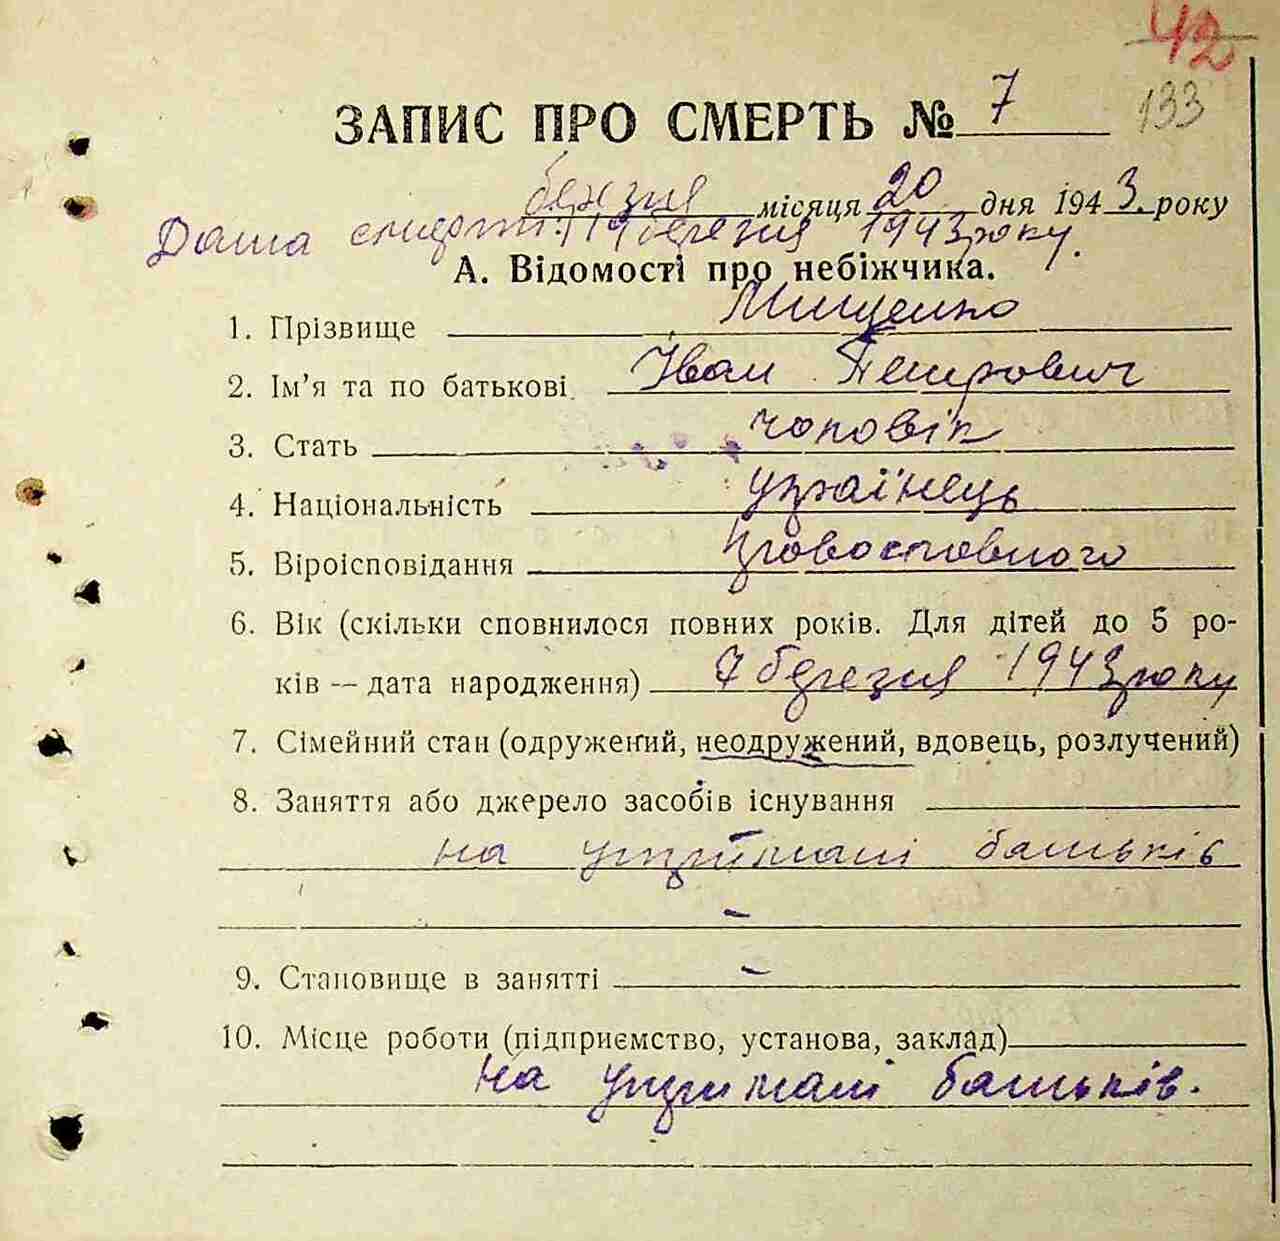 42
133
ЗАПИС ПРО СМЕРТЬ № 7
березня місяця 20 дня 1943 року
Дата смерти: 19 березня 1943 року.
А. Відомості про небіжчика.
1. Прізвище Мищенко
2. Ім'я та по батькові Іван Петрович
3. Стать чоловік
4. Національність українець
5. Віроісповідання православного
6. Вік (скільки сповнилося повних років. Для дітей до 5 ро-
ків — дата народження) 7 березня 1943 року
7. Сімейний стан (одружений, неодружений, вдовець, розлучений)
8. Заняття або джерело засобів існування
на утримані батьків
–
9. Становище в занятті –
10. Місце роботи (підприємство, установа, заклад)
на утримані батьків.